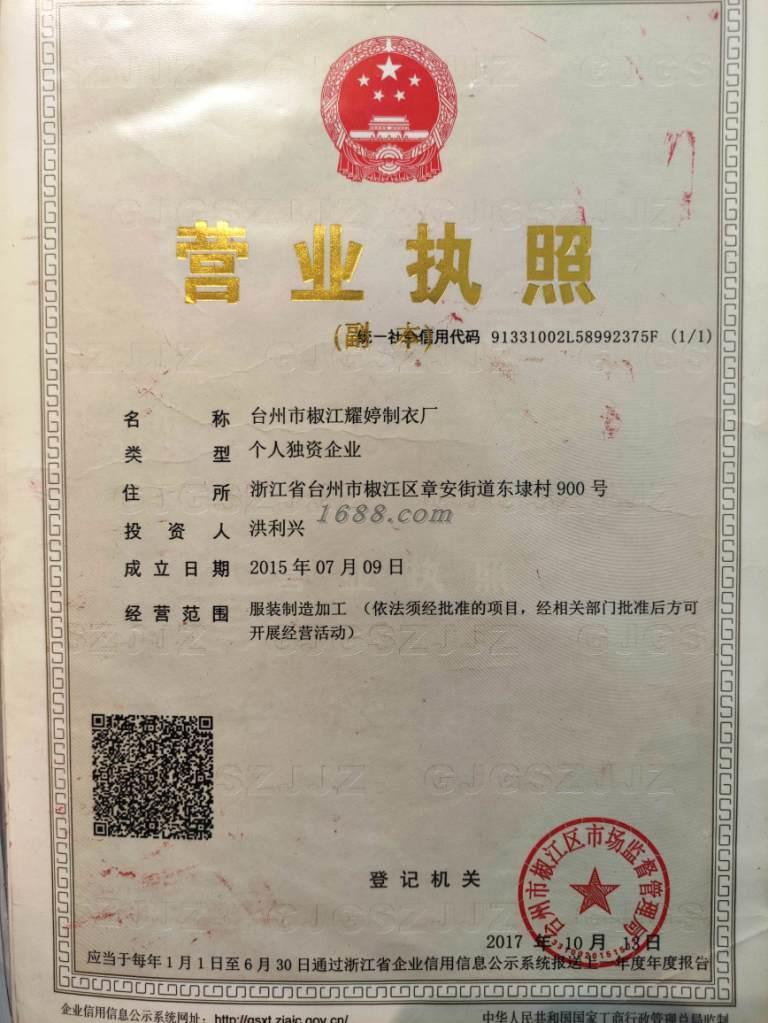 营业执照
(副本)
统一社会信用代码 91331002L58992375F (1/1)
名称 台州市椒江耀婷制衣厂
类型 个人独资企业
住所 浙江省台州市椒江区章安街道东埭村900号
1688.com
投资人 洪利兴
成立日期 2015年07月09日
经营范围 服装制造加工 (依法须经批准的项目,经相关部门批准后方可
开展经营活动)
登记机关
台州市椒江区市场监督管理局
2017年10月13日
应当于每年1月1日至6月30日通过浙江省企业信用信息公示系统报送上一年度年度报告
企业信用信息公示系统网址: http://gsxt.zjaic.gov.cn/
中华人民共和国国家工商行政管理总局监制